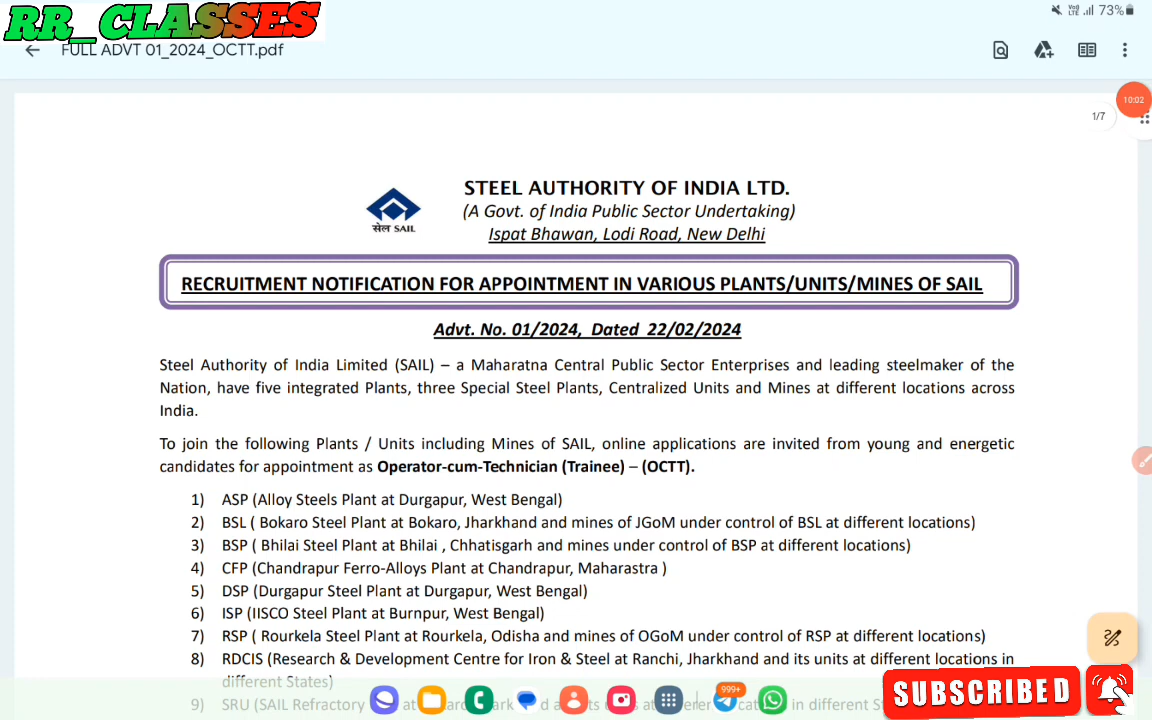 RR_CLASSES
73%
FULL ADVT 01_2024_OCTT.pdf
10:02
1/7
STEEL AUTHORITY OF INDIA LTD.
(A Govt. of India Public Sector Undertaking)
Ispat Bhawan, Lodi Road, New Delhi
सेल SAIL
RECRUITMENT NOTIFICATION FOR APPOINTMENT IN VARIOUS PLANTS/UNITS/MINES OF SAIL
Advt. No. 01/2024, Dated 22/02/2024
Steel Authority of India Limited (SAIL) – a Maharatna Central Public Sector Enterprises and leading steelmaker of the
Nation, have five integrated Plants, three Special Steel Plants, Centralized Units and Mines at different locations across
India.
To join the following Plants / Units including Mines of SAIL, online applications are invited from young and energetic
candidates for appointment as Operator-cum-Technician (Trainee) – (OCTT).
1) ASP (Alloy Steels Plant at Durgapur, West Bengal)
2) BSL ( Bokaro Steel Plant at Bokaro, Jharkhand and mines of JGoM under control of BSL at different locations)
3) BSP ( Bhilai Steel Plant at Bhilai , Chhatisgarh and mines under control of BSP at different locations)
4) CFP (Chandrapur Ferro-Alloys Plant at Chandrapur, Maharastra )
5) DSP (Durgapur Steel Plant at Durgapur, West Bengal)
6) ISP (IISCO Steel Plant at Burnpur, West Bengal)
7) RSP ( Rourkela Steel Plant at Rourkela, Odisha and mines of OGoM under control of RSP at different locations)
8) RDCIS (Research & Development Centre for Iron & Steel at Ranchi, Jharkhand and its units at different locations in
different States)
9) SRU (SAIL Refractory at in different
999+
SUBSCRIBED